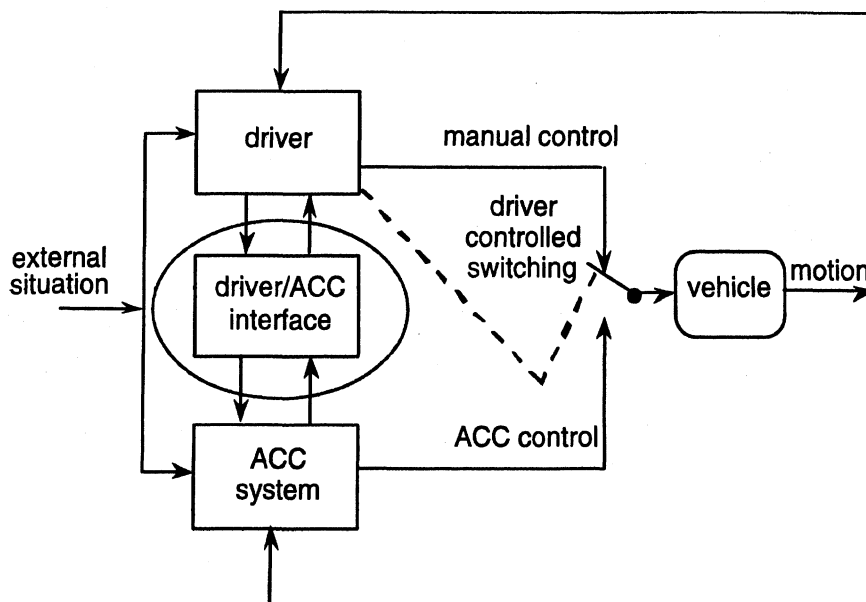 driver
manual control
driver
controlled
switching
external
situation
driver/ACC
interface
vehicle
motion
ACC control
ACC
system